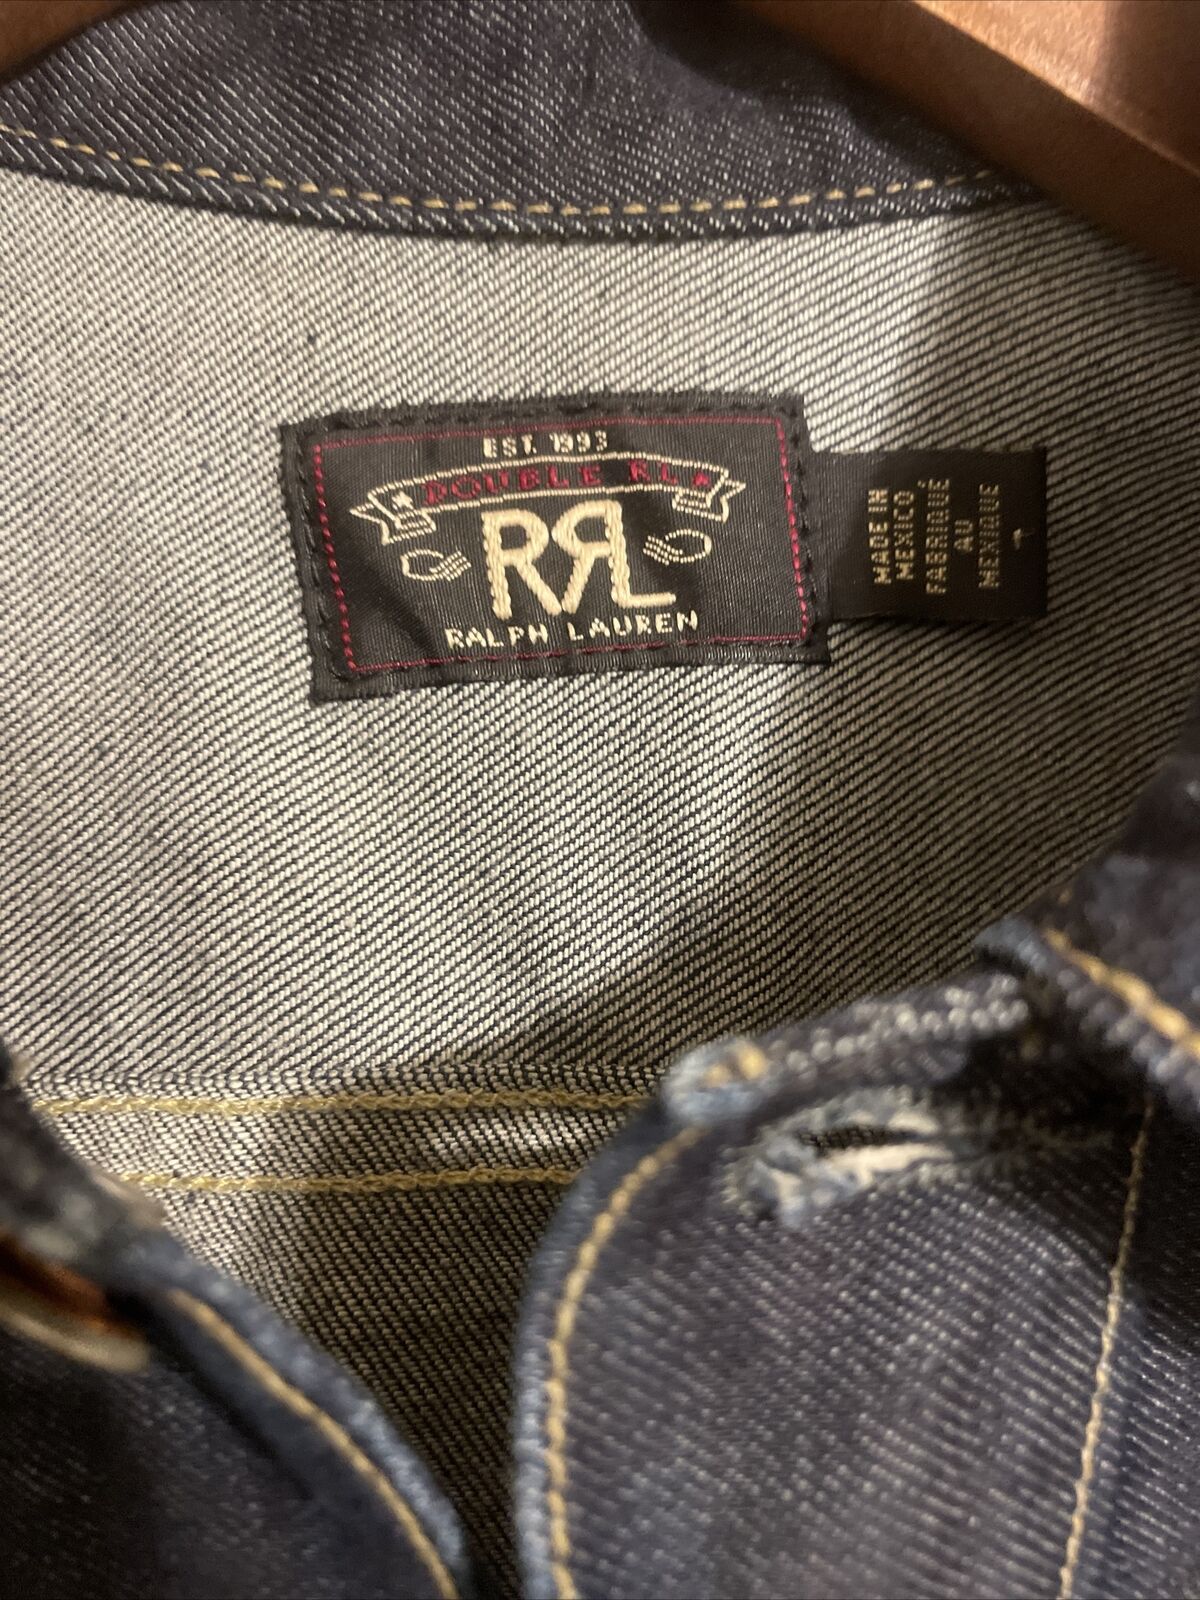 EST. 1993
DOUBLE RL
RRL
RALPH LAUREN
MADE IN
MEXICO
FABRIQUÉ
AU
MEXIQUE